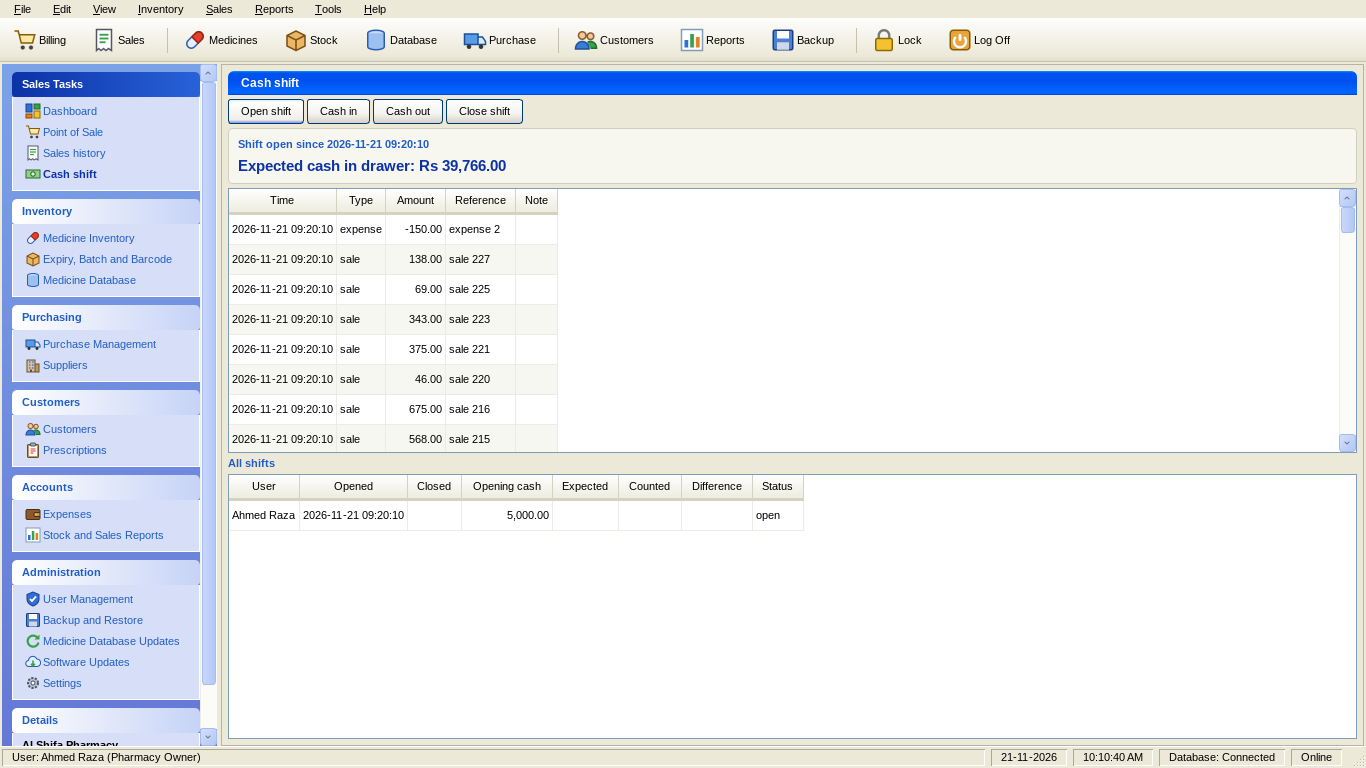 File Edit View Inventory Sales Reports Tools Help
Billing Sales Medicines Stock Database Purchase Customers Reports Backup Lock Log Off
Sales Tasks
Dashboard
Point of Sale
Sales history
Cash shift
Inventory
Medicine Inventory
Expiry, Batch and Barcode
Medicine Database
Purchasing
Purchase Management
Suppliers
Customers
Customers
Prescriptions
Accounts
Expenses
Stock and Sales Reports
Administration
User Management
Backup and Restore
Medicine Database Updates
Software Updates
Settings
Details
Al Shifa Pharmacy
Cash shift
Open shift Cash in Cash out Close shift
Shift open since 2026-11-21 09:20:10
Expected cash in drawer: Rs 39,766.00
Time Type Amount Reference Note
2026-11-21 09:20:10 expense -150.00 expense 2
2026-11-21 09:20:10 sale 138.00 sale 227
2026-11-21 09:20:10 sale 69.00 sale 225
2026-11-21 09:20:10 sale 343.00 sale 223
2026-11-21 09:20:10 sale 375.00 sale 221
2026-11-21 09:20:10 sale 46.00 sale 220
2026-11-21 09:20:10 sale 675.00 sale 216
2026-11-21 09:20:10 sale 568.00 sale 215
All shifts
User Opened Closed Opening cash Expected Counted Difference Status
Ahmed Raza 2026-11-21 09:20:10 5,000.00 open
User: Ahmed Raza (Pharmacy Owner) 21-11-2026 10:10:40 AM Database: Connected Online